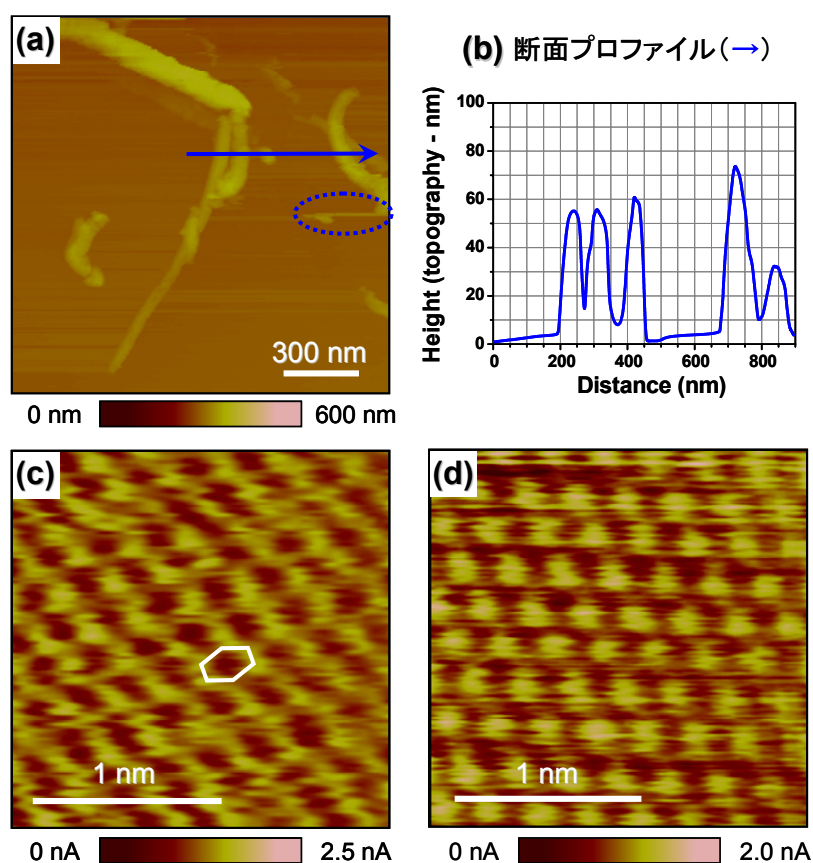 (a)
300 nm
0 nm 600 nm
(b) 断面プロファイル(→)
Height (topography - nm)
100
80
60
40
20
0
0 200 400 600 800
Distance (nm)
(c)
1 nm
0 nA 2.5 nA
(d)
1 nm
0 nA 2.0 nA